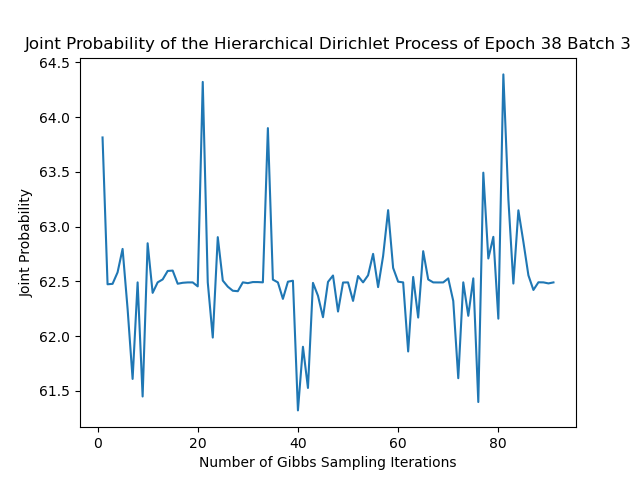 Joint Probability of the Hierarchical Dirichlet Process of Epoch 38 Batch 3
64.5
64.0
63.5
63.0
62.5
62.0
61.5
Joint Probability
0 20 40 60 80
Number of Gibbs Sampling Iterations